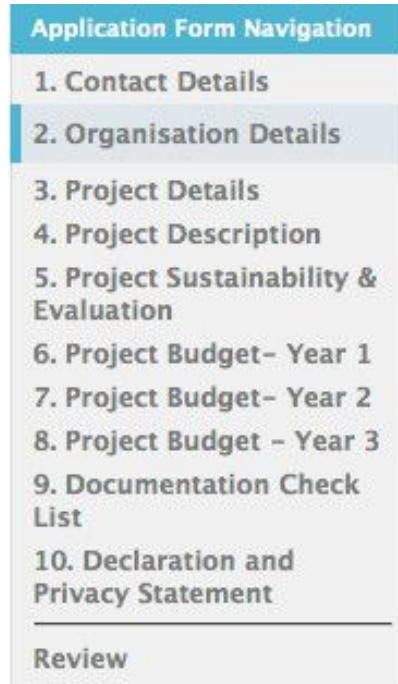 Application Form Navigation
1. Contact Details
2. Organisation Details
3. Project Details
4. Project Description
5. Project Sustainability &
Evaluation
6. Project Budget– Year 1
7. Project Budget– Year 2
8. Project Budget – Year 3
9. Documentation Check
List
10. Declaration and
Privacy Statement
Review